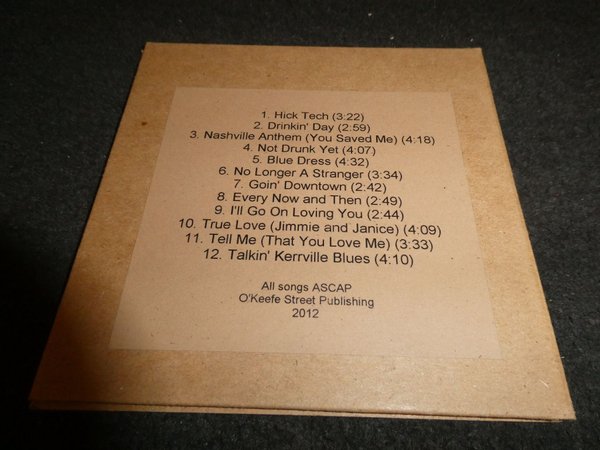 1. Hick Tech (3:22)
2. Drinkin' Day (2:59)
3. Nashville Anthem (You Saved Me) (4:18)
4. Not Drunk Yet (4:07)
5. Blue Dress (4:32)
6. No Longer A Stranger (3:34)
7. Goin' Downtown (2:42)
8. Every Now and Then (2:49)
9. I'll Go On Loving You (2:44)
10. True Love (Jimmie and Janice) (4:09)
11. Tell Me (That You Love Me) (3:33)
12. Talkin' Kerrville Blues (4:10)
All songs ASCAP
O'Keefe Street Publishing
2012